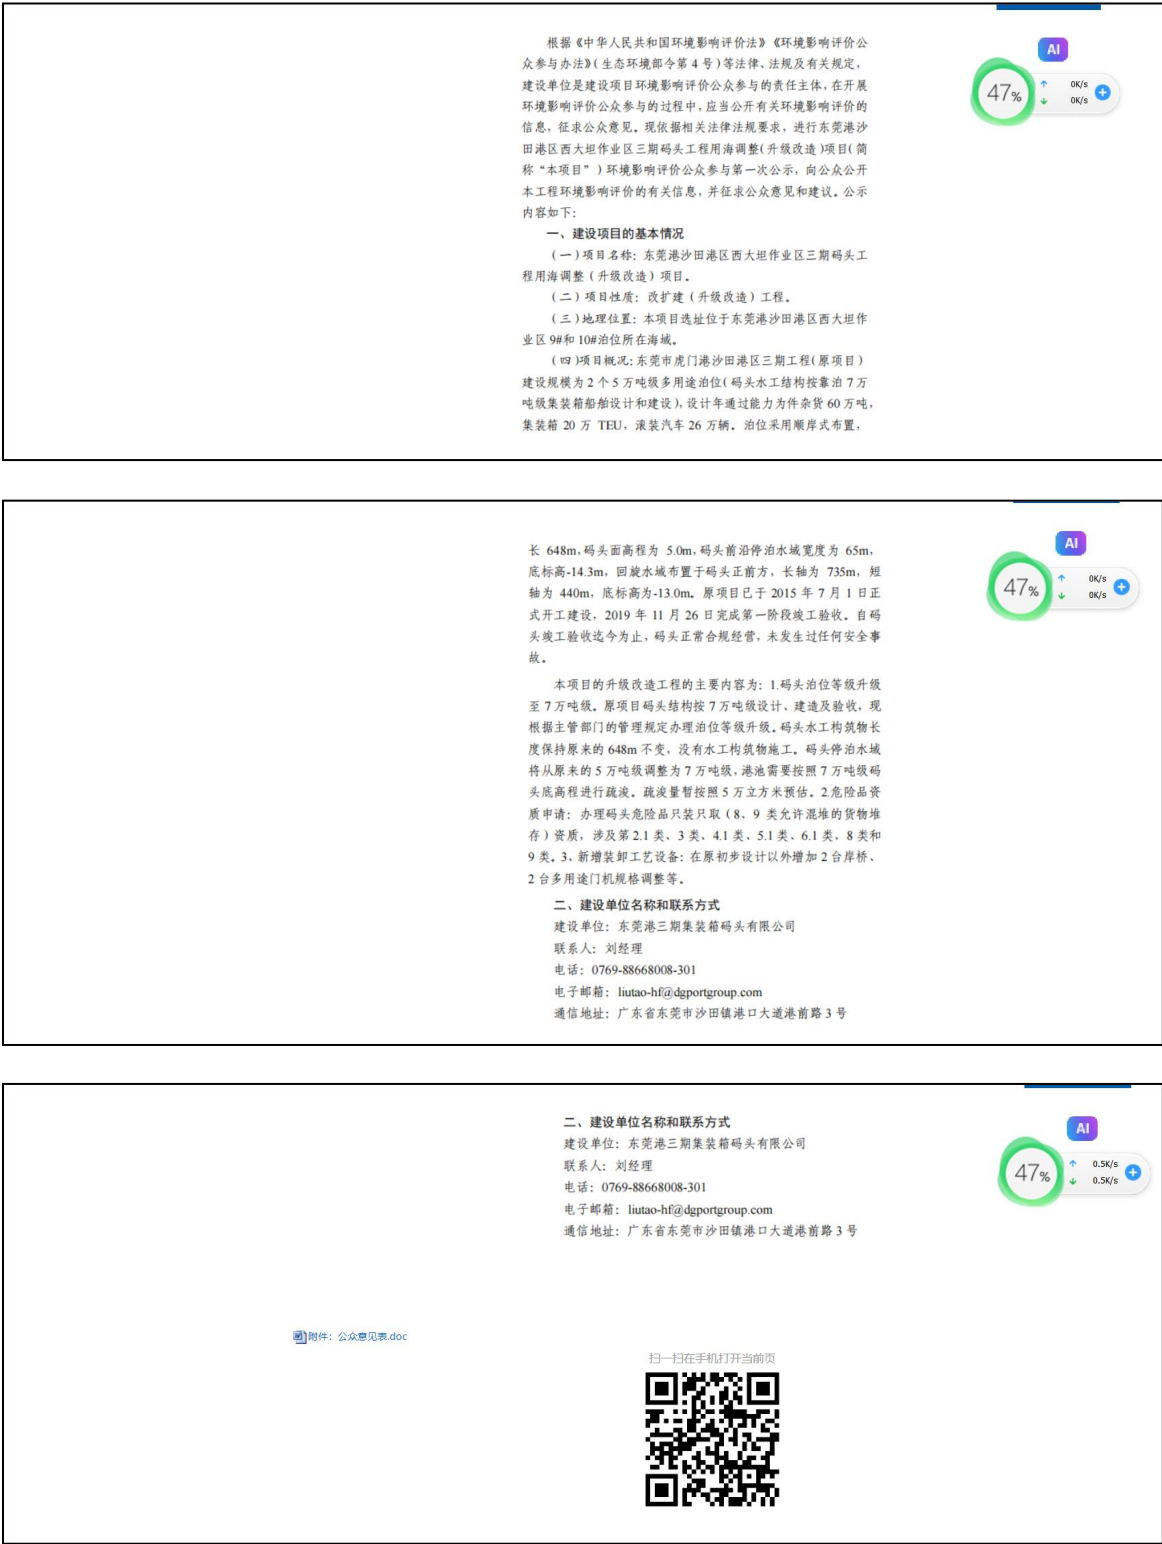 根据《中华人民共和国环境影响评价法》《环境影响评价公
众参与办法》(生态环境部令第 4 号)等法律、法规及有关规定，
建设单位是建设项目环境影响评价公众参与的责任主体，在开展
环境影响评价公众参与的过程中，应当公开有关环境影响评价的
信息，征求公众意见。现依据相关法律法规要求，进行东莞港沙
田港区西大坦作业区三期码头工程用海调整(升级改造)项目(简
称“本项目”)环境影响评价公众参与第一次公示，向公众公开
本工程环境影响评价的有关信息，并征求公众意见和建议。公示
内容如下：
一、建设项目的基本情况
（一)项目名称：东莞港沙田港区西大坦作业区三期码头工
程用海调整（升级改造）项目。
（二）项目性质：改扩建（升级改造）工程。
（三)地理位置：本项目选址位于东莞港沙田港区西大坦作
业区 9#和 10#泊位所在海域。
（四)项目概况:东莞市虎门港沙田港区三期工程(原项目）
建设规模为 2 个 5 万吨级多用途泊位(码头水工结构按靠泊 7 万
吨级集装箱船舶设计和建设)，设计年通过能力为件杂货 60 万吨，
集装箱 20 万 TEU，滚装汽车 26 万辆。泊位采用顺岸式布置，
AI
47%
0K/s
0K/s
长 648m,码头面高程为 5.0m,码头前沿停泊水域宽度为 65m，
底标高-14.3m，回旋水域布置于码头正前方，长轴为 735m，短
轴为 440m，底标高为-13.0m。原项目已于 2015 年 7 月 1 日正
式开工建设，2019 年 11 月 26 日完成第一阶段竣工验收。自码
头竣工验收迄今为止，码头正常合规经营，未发生过任何安全事
故。
本项目的升级改造工程的主要内容为：1.码头泊位等级升级
至 7 万吨级。原项目码头结构按 7 万吨级设计、建造及验收，现
根据主管部门的管理规定办理泊位等级升级。码头水工构筑物长
度保持原来的 648m 不变，没有水工构筑物施工。码头停泊水域
将从原来的 5 万吨级调整为 7 万吨级，港池需要按照 7 万吨级码
头底高程进行疏浚。疏浚量暂按照 5 万立方米预估。2.危险品资
质申请：办理码头危险品只装只取（8、9 类允许混堆的货物堆
存）资质，涉及第 2.1 类、3 类、4.1 类、5.1 类、6.1 类、8 类和
9 类。3、新增装卸工艺设备：在原初步设计以外增加 2 台岸桥、
2 台多用途门机规格调整等。
二、建设单位名称和联系方式
建设单位：东莞港三期集装箱码头有限公司
联系人：刘经理
电话：0769-88668008-301
电子邮箱：liutao-hf@dgportgroup.com
通信地址：广东省东莞市沙田镇港口大道港前路 3 号
AI
47%
0K/s
0K/s
二、建设单位名称和联系方式
建设单位：东莞港三期集装箱码头有限公司
联系人：刘经理
电话：0769-88668008-301
电子邮箱：liutao-hf@dgportgroup.com
通信地址：广东省东莞市沙田镇港口大道港前路 3 号
AI
47%
0.5K/s
0.5K/s
附件：公众意见表.doc
扫一扫在手机打开当前页